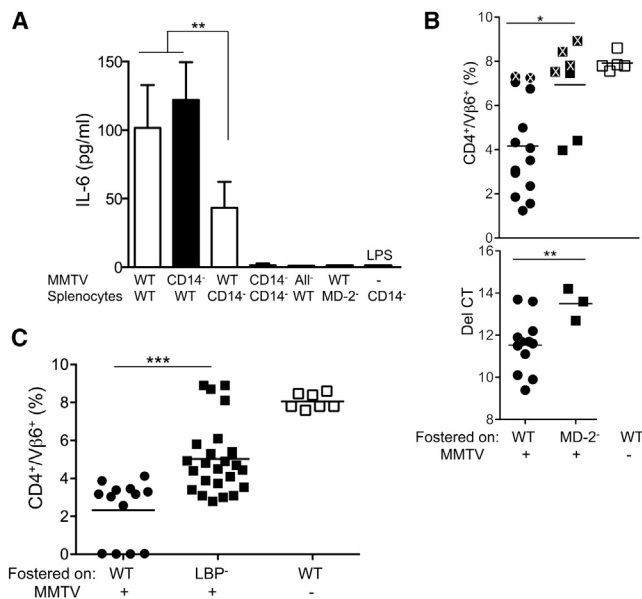 A
**
150
100
50
0
IL-6 (pg/ml)
LPS
MMTV WT CD14- WT CD14- All- WT -
Splenocytes WT WT CD14- CD14- WT MD-2- CD14-
B
*
10
8
6
4
2
0
CD4+/Vβ6+ (%)
**
16
14
12
10
8
Del CT
Fostered on: WT MD-2- WT
MMTV + + -
C
***
10
8
6
4
2
0
CD4+/Vβ6+ (%)
Fostered on: WT LBP- WT
MMTV + + -